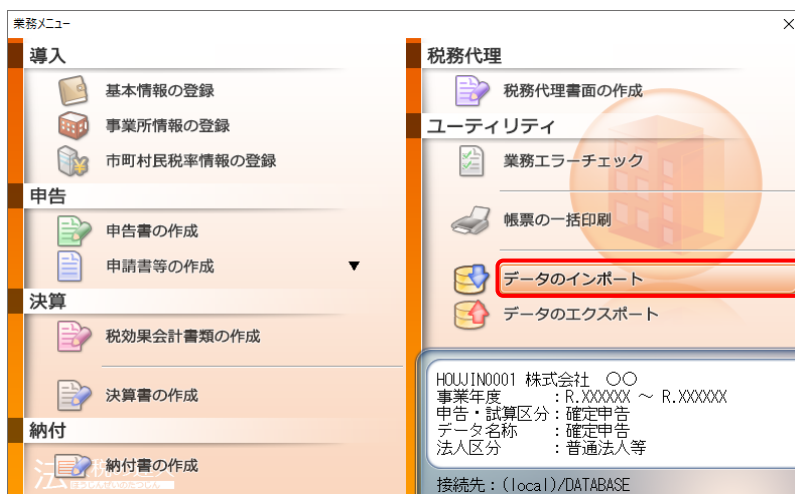 業務メニュー
導入
基本情報の登録
事業所情報の登録
市町村民税率情報の登録
申告
申告書の作成
申請書等の作成 ▼
決算
税効果会計書類の作成
決算書の作成
納付
納付書の作成
税務代理
税務代理書面の作成
ユーティリティ
業務エラーチェック
帳票の一括印刷
データのインポート
データのエクスポート
HOUJIN0001 株式会社 〇〇
事業年度 :R.XXXXXX ~ R.XXXXXX
申告・試算区分:確定申告
データ名称 :確定申告
法人区分 :普通法人等
接続先:(local)/DATABASE